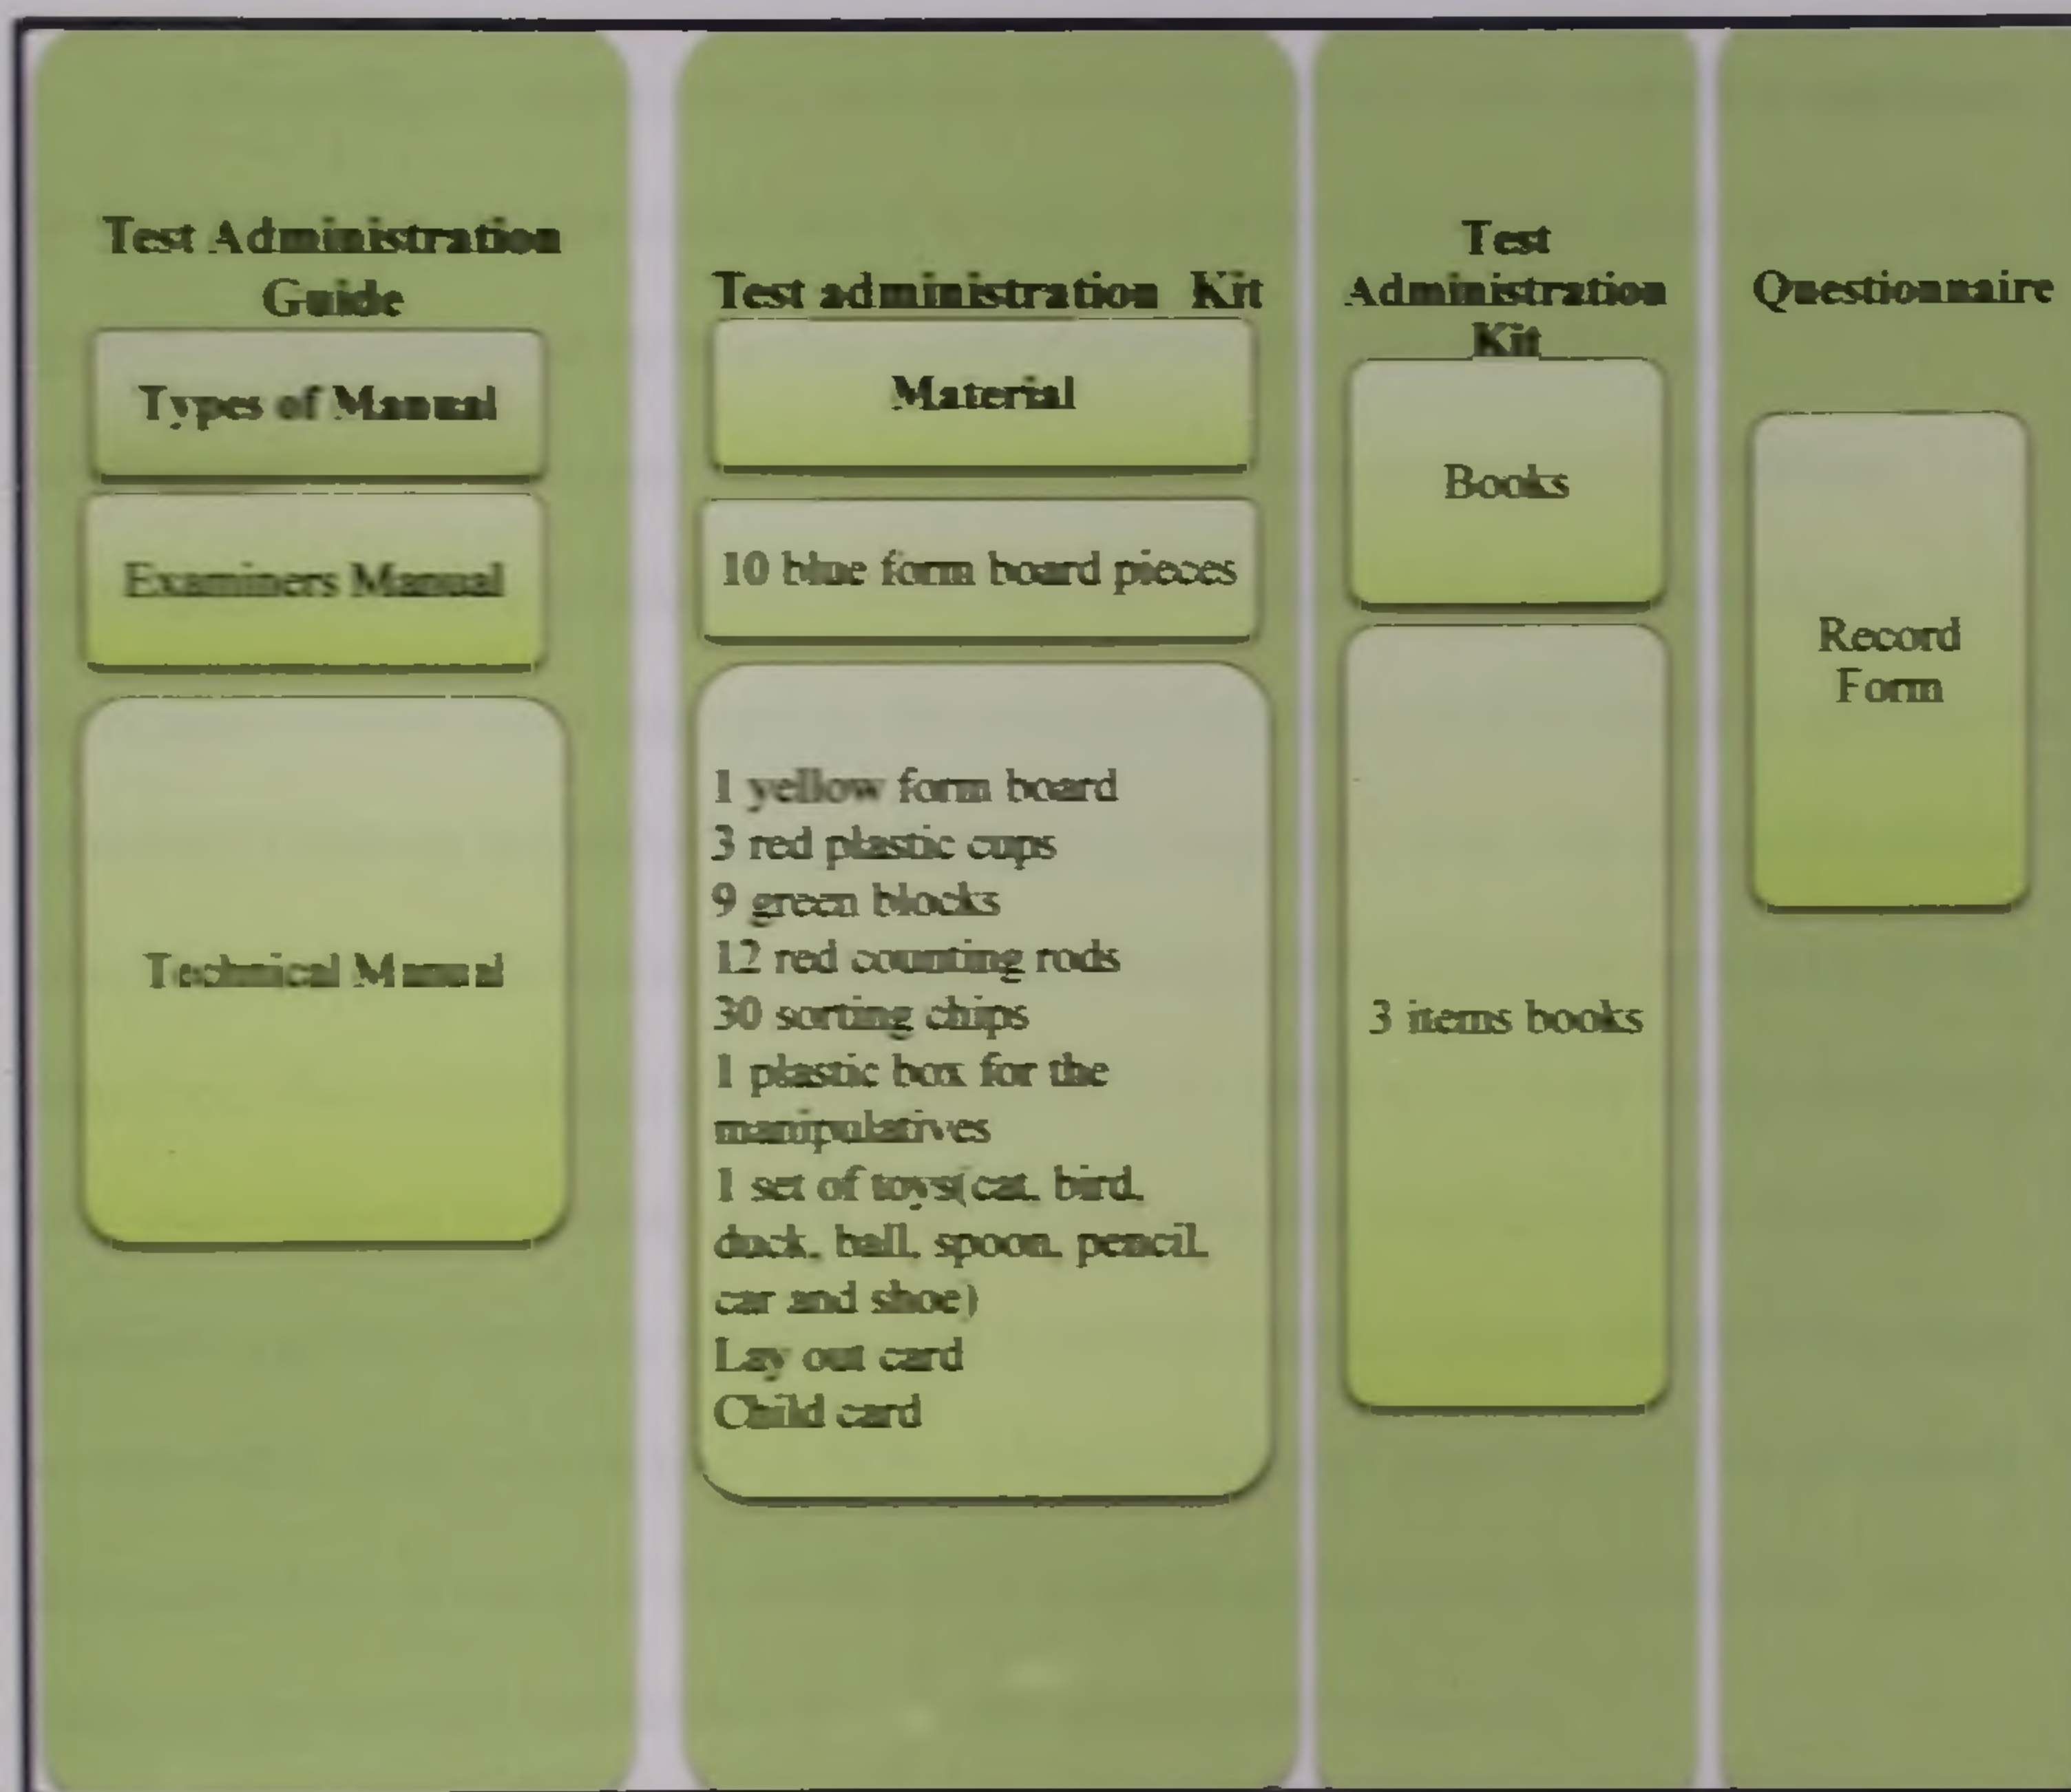 Test Administration
Guide
Types of Manual
Examiners Manual
Technical Manual
Test administration Kit
Material
10 blue form board pieces
1 yellow form board
3 red plastic cups
9 green blocks
12 red counting rods
30 sorting chips
1 plastic box for the
manipulatives
1 set of toys(cat, bird,
duck, ball, spoon, pencil,
car and shoe)
Lay out card
Child card
Test
Administration
Kit
Books
3 items books
Questionnaire
Record
Form